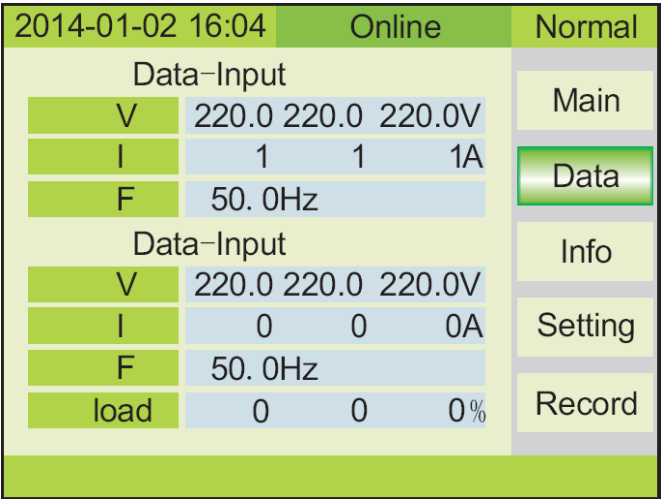 2014-01-02 16:04 Online Normal
Data-Input
V 220.0 220.0 220.0V
I 1 1 1A
F 50. 0Hz
Data-Input
V 220.0 220.0 220.0V
I 0 0 0A
F 50. 0Hz
load 0 0 0%
Main
Data
Info
Setting
Record